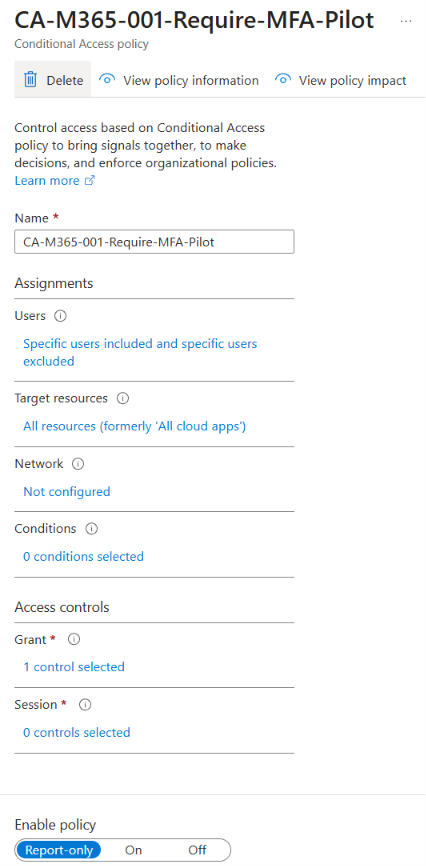 CA-M365-001-Require-MFA-Pilot ...
Conditional Access policy
Delete View policy information View policy impact
Control access based on Conditional Access
policy to bring signals together, to make
decisions, and enforce organizational policies.
Learn more
Name *
CA-M365-001-Require-MFA-Pilot
Assignments
Users
Specific users included and specific users
excluded
Target resources
All resources (formerly 'All cloud apps')
Network
Not configured
Conditions
0 conditions selected
Access controls
Grant *
1 control selected
Session *
0 controls selected
Enable policy
Report-only On Off